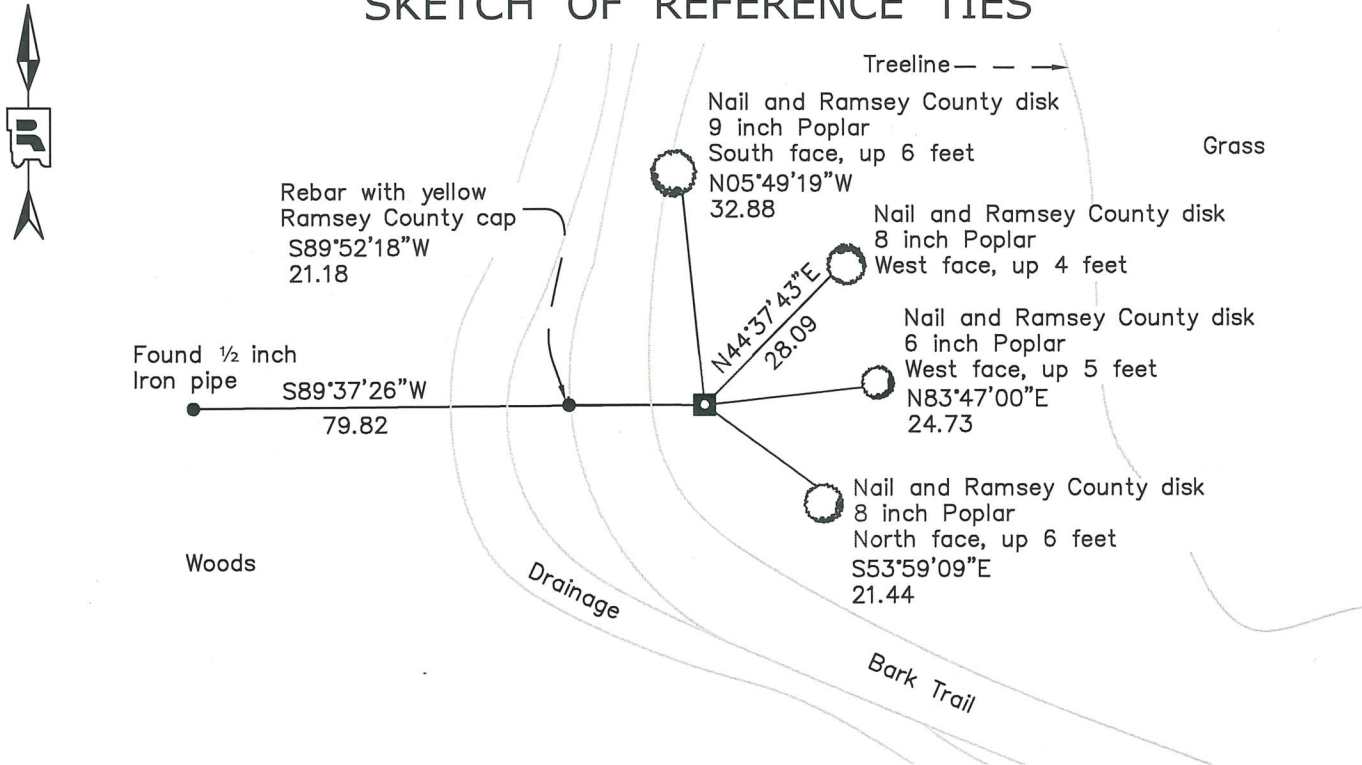 SKETCH OF REFERENCE TIES
Treeline
Nail and Ramsey County disk
9 inch Poplar
South face, up 6 feet
N05°49'19"W
32.88
Grass
R
Rebar with yellow
Ramsey County cap
S89°52'18"W
21.18
Nail and Ramsey County disk
8 inch Poplar
West face, up 4 feet
N44°37'43"E
28.09
Nail and Ramsey County disk
6 inch Poplar
West face, up 5 feet
N83°47'00"E
24.73
Found ½ inch
Iron pipe
S89°37'26"W
79.82
Nail and Ramsey County disk
8 inch Poplar
North face, up 6 feet
S53°59'09"E
21.44
Woods
Drainage
Bark Trail